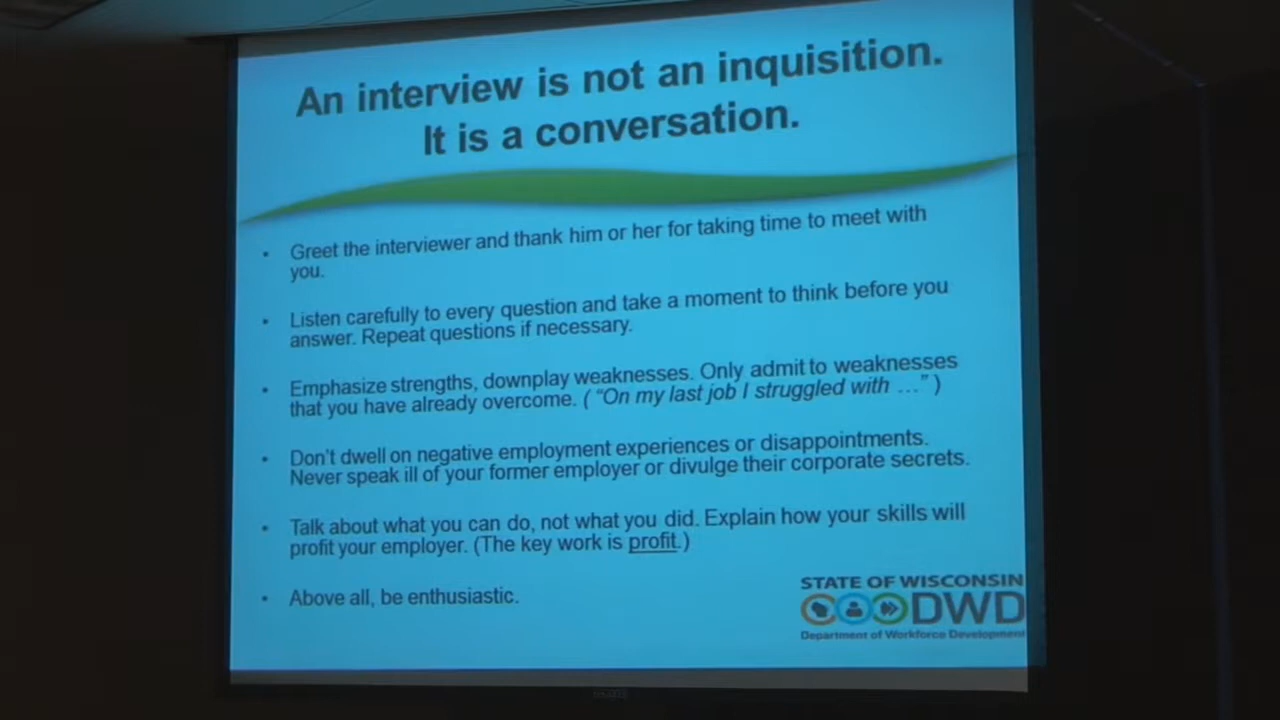 An interview is not an inquisition.
It is a conversation.
• Greet the interviewer and thank him or her for taking time to meet with
you.
• Listen carefully to every question and take a moment to think before you
answer. Repeat questions if necessary.
• Emphasize strengths, downplay weaknesses. Only admit to weaknesses
that you have already overcome. ( “On my last job I struggled with …” )
• Don’t dwell on negative employment experiences or disappointments.
Never speak ill of your former employer or divulge their corporate secrets.
• Talk about what you can do, not what you did. Explain how your skills will
profit your employer. (The key work is profit.)
• Above all, be enthusiastic.
STATE OF WISCONSIN
DWD
Department of Workforce Development